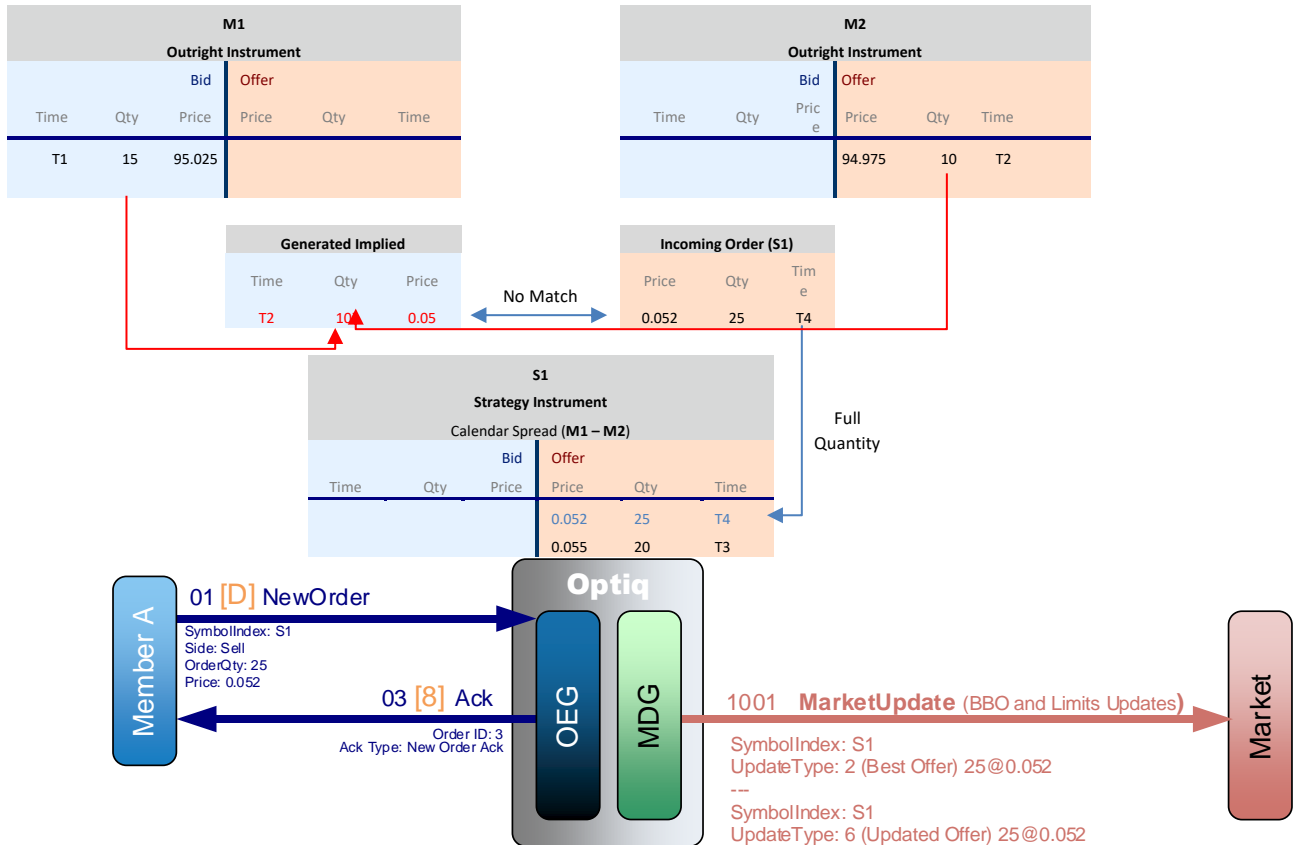 M1
Outright Instrument
Bid Offer
Time Qty Price Price Qty Time
T1 15 95.025
M2
Outright Instrument
Bid Offer
Time Qty Pric
e Price Qty Time
94.975 10 T2
Generated Implied
Time Qty Price
T2 10 0.05
No Match
Incoming Order (S1)
Price Qty Tim
e
0.052 25 T4
S1
Strategy Instrument
Calendar Spread (M1 – M2)
Bid Offer
Time Qty Price Price Qty Time
0.052 25 T4
0.055 20 T3
Full
Quantity
Member A
01 [D] NewOrder
SymbolIndex: S1
Side: Sell
OrderQty: 25
Price: 0.052
03 [8] Ack
Order ID: 3
Ack Type: New Order Ack
Optiq
OEG
MDG
1001 MarketUpdate (BBO and Limits Updates)
SymbolIndex: S1
UpdateType: 2 (Best Offer) 25@0.052
---
SymbolIndex: S1
UpdateType: 6 (Updated Offer) 25@0.052
Market